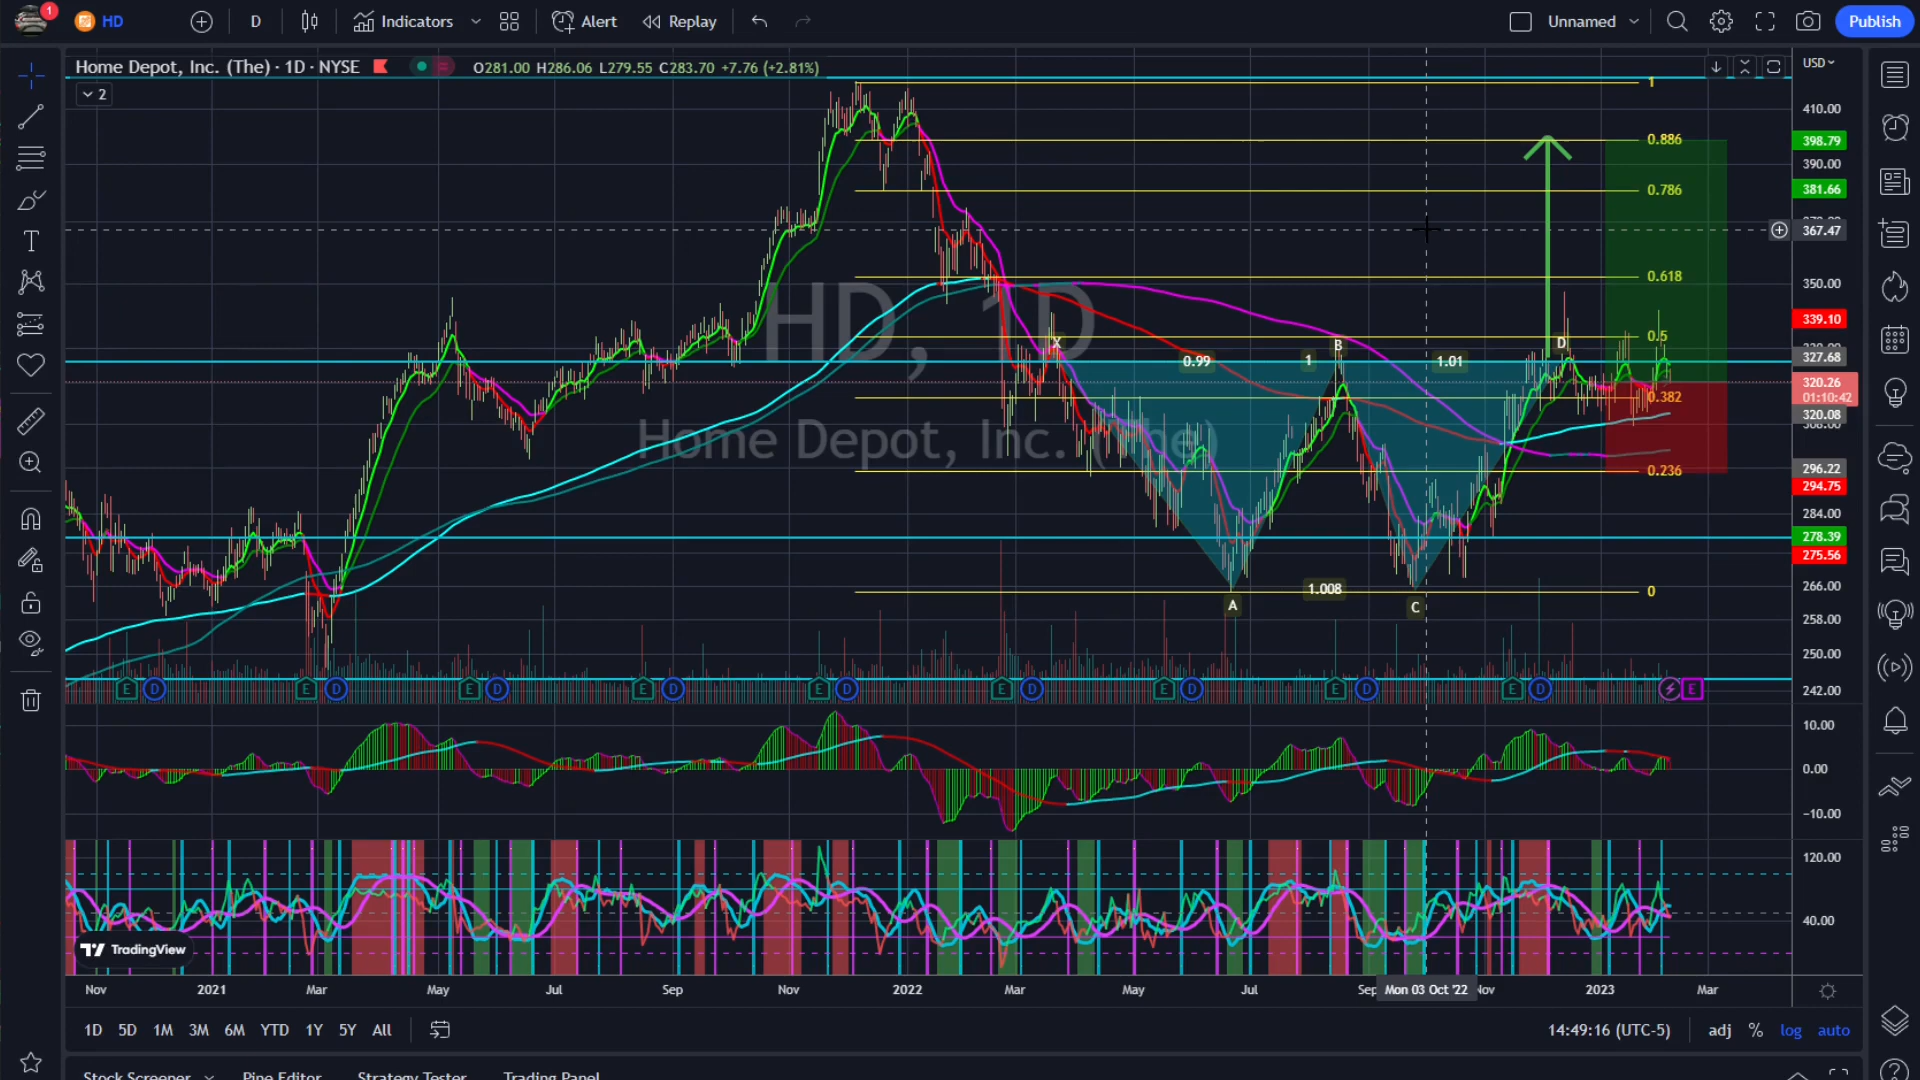 1
HD
D
Indicators
Alert
Replay
Unnamed
Publish
Home Depot, Inc. (The) · 1D · NYSE
O281.00 H286.06 L279.55 C283.70 +7.76 (+2.81%)
2
USD
1
0.886
0.786
0.618
0.5
0.382
0.236
0
HD, 1D
Home Depot, Inc. (The)
X
B
D
A
C
0.99
1
1.01
1.008
410.00
398.79
390.00
381.66
367.47
350.00
339.10
327.68
320.26
01:10:42
320.08
296.22
294.75
284.00
278.39
275.56
266.00
258.00
250.00
242.00
E D E D E D E D E D E D E D E D E D E
10.00
0.00
−10.00
120.00
40.00
TradingView
Nov 2021 Mar May Jul Sep Nov 2022 Mar May Jul Sep Mon 03 Oct '22 Nov 2023 Mar
1D 5D 1M 3M 6M YTD 1Y 5Y All
14:49:16 (UTC-5) adj % log auto
Stock Screener Pine Editor Strategy Tester Trading Panel